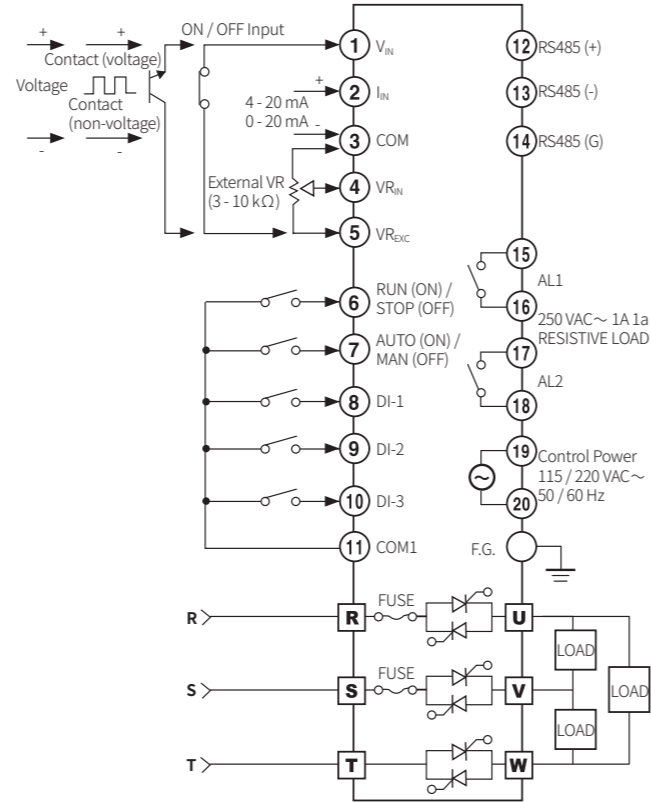 ON / OFF Input
+ +
Contact (voltage)
Voltage
Contact
(non-voltage)
- -
1 V_IN
+
2 I_IN
4 - 20 mA
0 - 20 mA -
3 COM
External VR
(3 - 10 kΩ)
4 VR_IN
5 VR_EXC
6 RUN (ON) /
STOP (OFF)
7 AUTO (ON) /
MAN (OFF)
8 DI-1
9 DI-2
10 DI-3
11 COM1
12 RS485 (+)
13 RS485 (-)
14 RS485 (G)
15
AL1
16
250 VAC~ 1A 1a
RESISTIVE LOAD
17
AL2
18
19 Control Power
115 / 220 VAC~
50 / 60 Hz
20
F.G.
R R FUSE U
LOAD
S S FUSE V
LOAD
LOAD
T T W